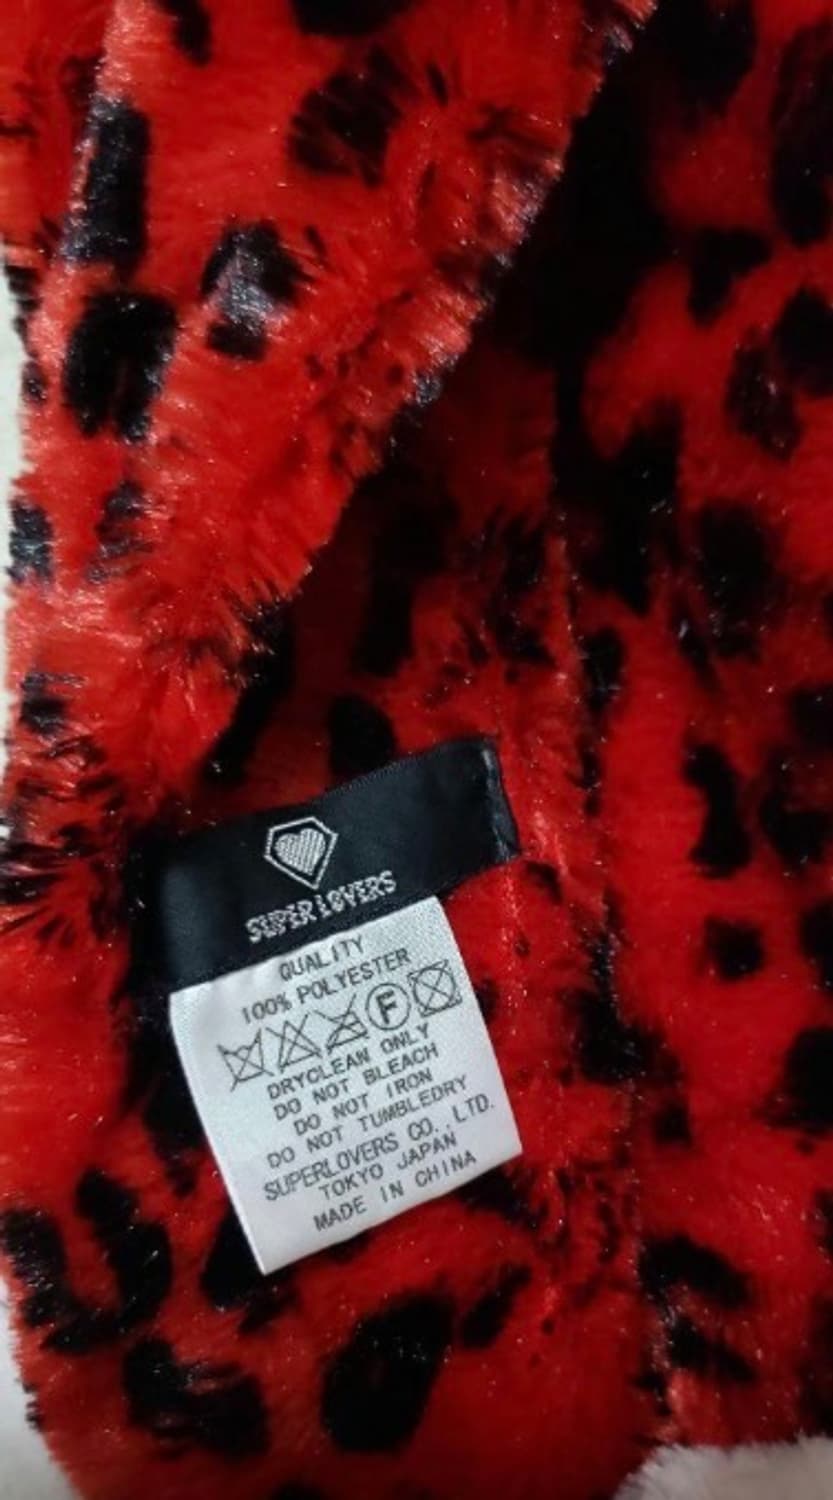 SUPER LOVERS
QUALITY
100% POLYESTER
F
DRYCLEAN ONLY
DO NOT BLEACH
DO NOT IRON
DO NOT TUMBLEDRY
SUPERLOVERS CO., LTD.
TOKYO JAPAN
MADE IN CHINA